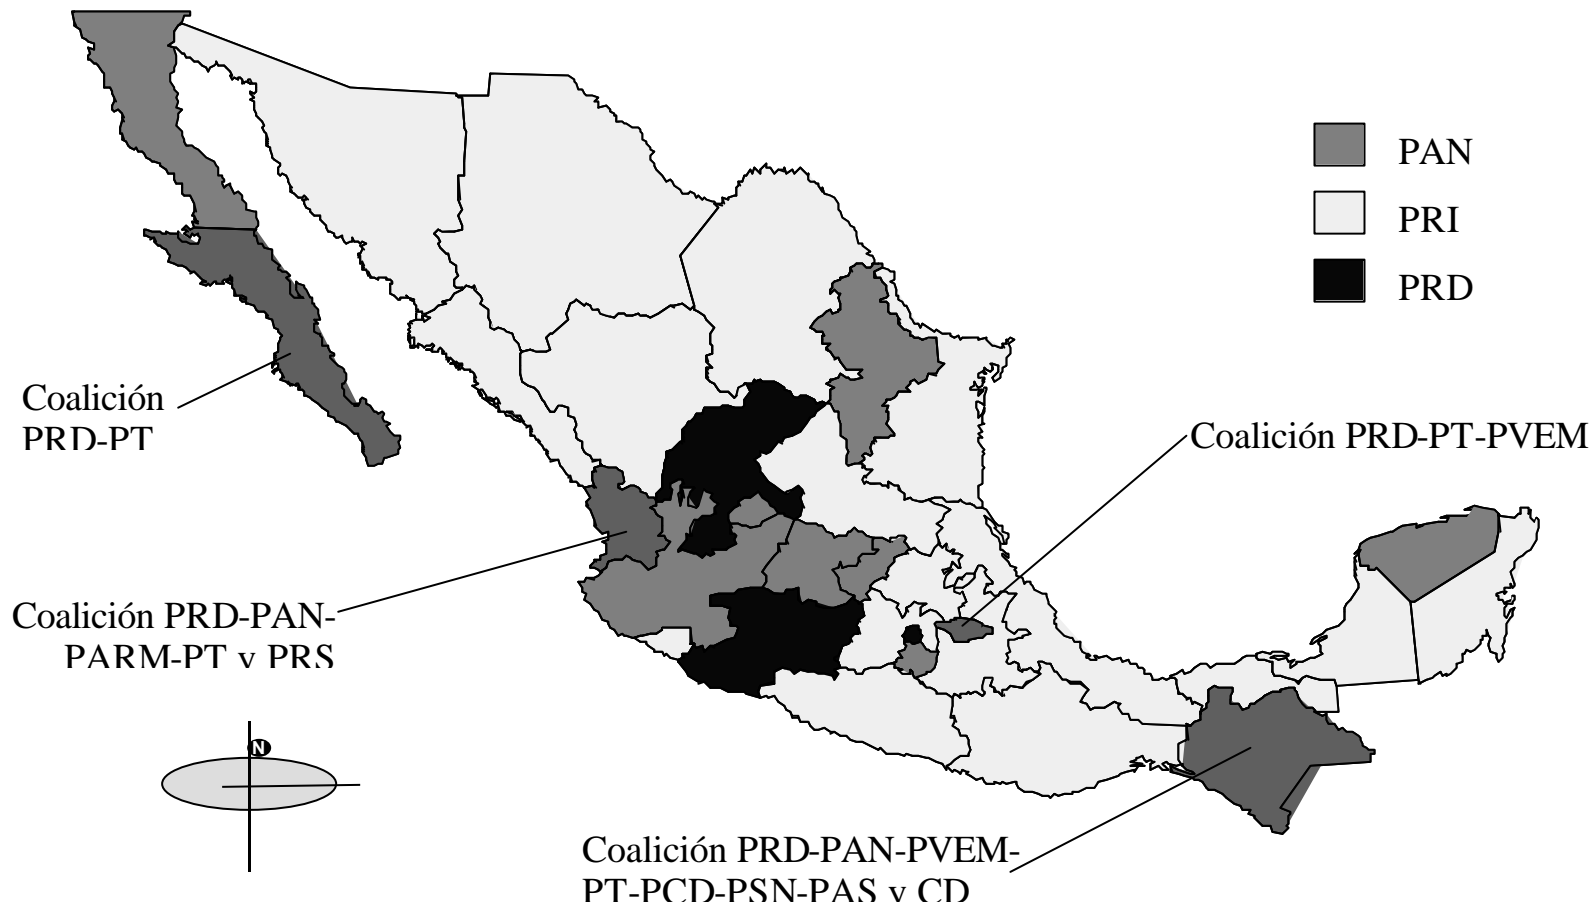 PAN
PRI
PRD
Coalición
PRD-PT
Coalición PRD-PT-PVEM
Coalición PRD-PAN-
PARM-PT y PRS
N
Coalición PRD-PAN-PVEM-
PT-PCD-PSN-PAS y CD